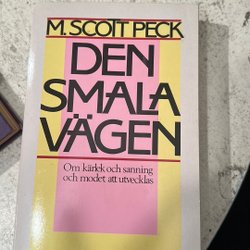 M. SCOTT PECK
DEN
SMALA
VÄGEN
Om kärlek och sanning
och modet att utvecklas